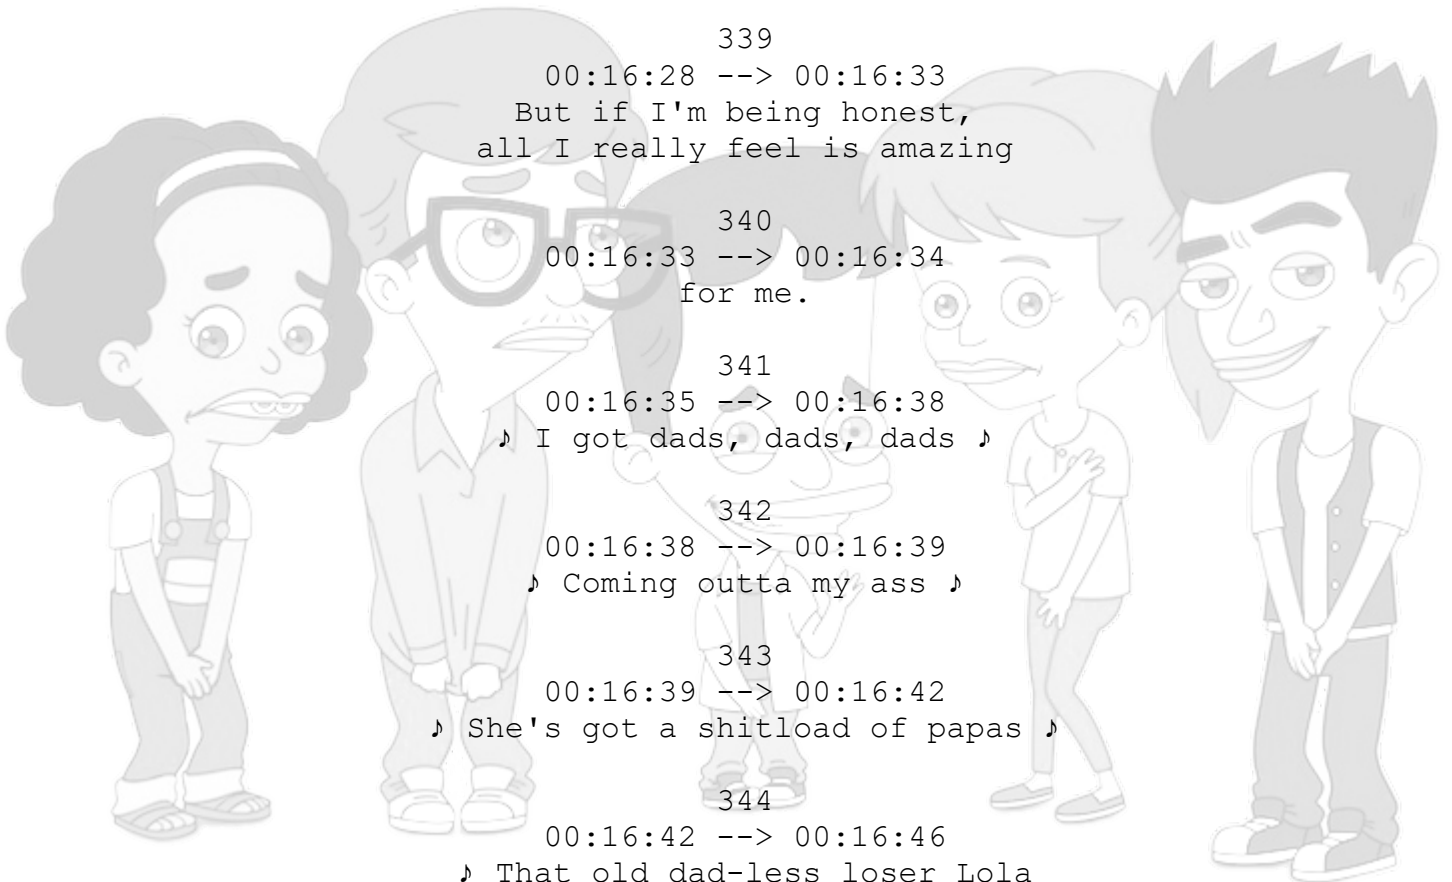 339
00:16:28 --> 00:16:33
But if I'm being honest,
all I really feel is amazing
340
00:16:33 --> 00:16:34
for me.
341
00:16:35 --> 00:16:38
♪ I got dads, dads, dads ♪
342
00:16:38 --> 00:16:39
♪ Coming outta my ass ♪
343
00:16:39 --> 00:16:42
♪ She's got a shitload of papas ♪
344
00:16:42 --> 00:16:46
♪ That old dad-less loser Lola